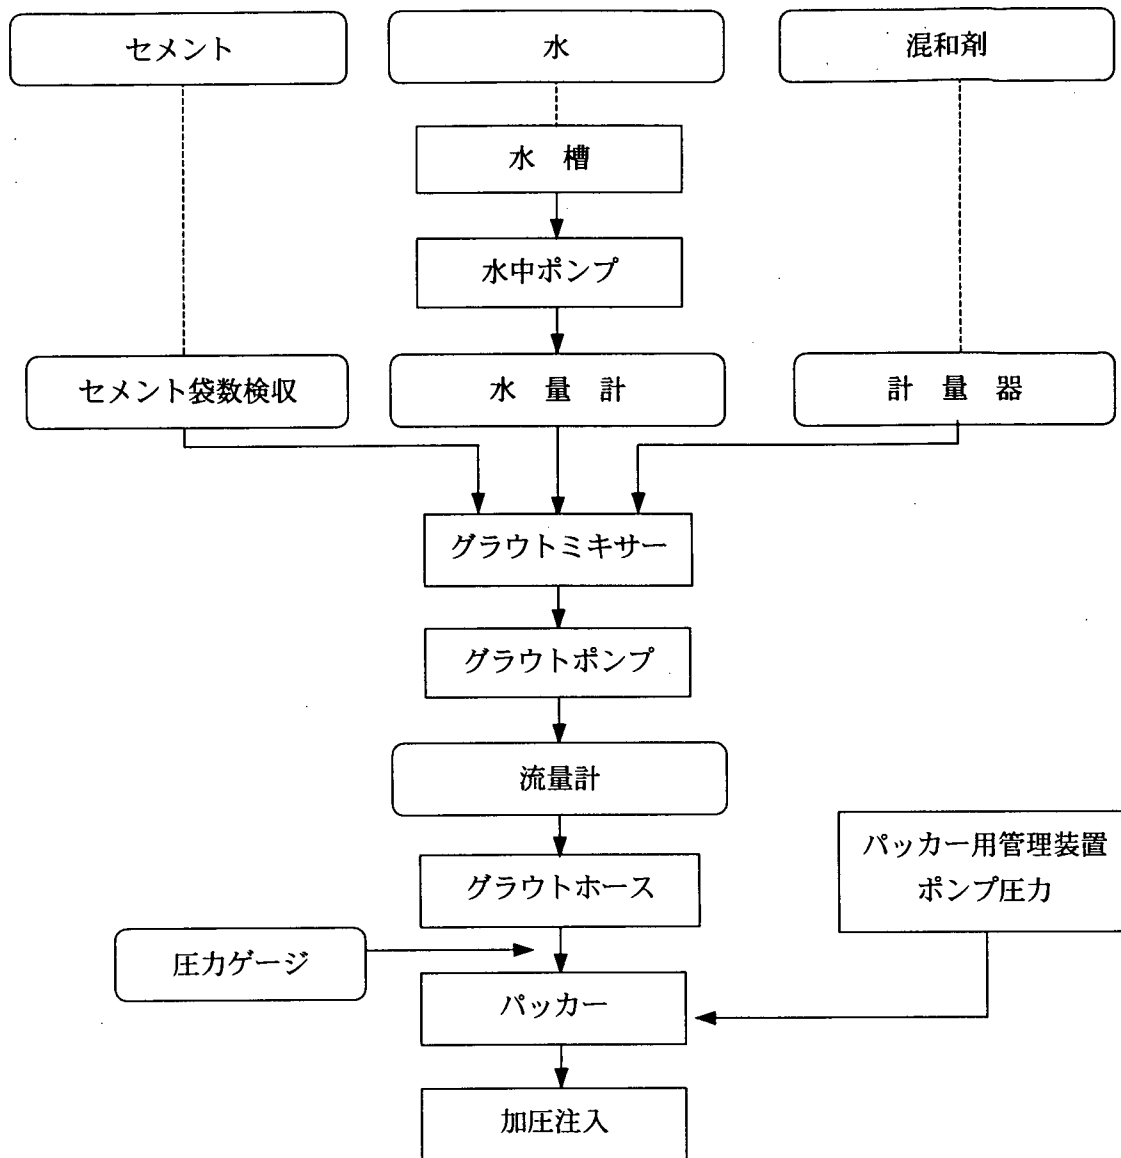 セメント
水
混和剤
水 槽
水中ポンプ
セメント袋数検収
水 量 計
計 量 器
グラウトミキサー
グラウトポンプ
流量計
パッカー用管理装置
ポンプ圧力
グラウトホース
圧力ゲージ
パッカー
加圧注入